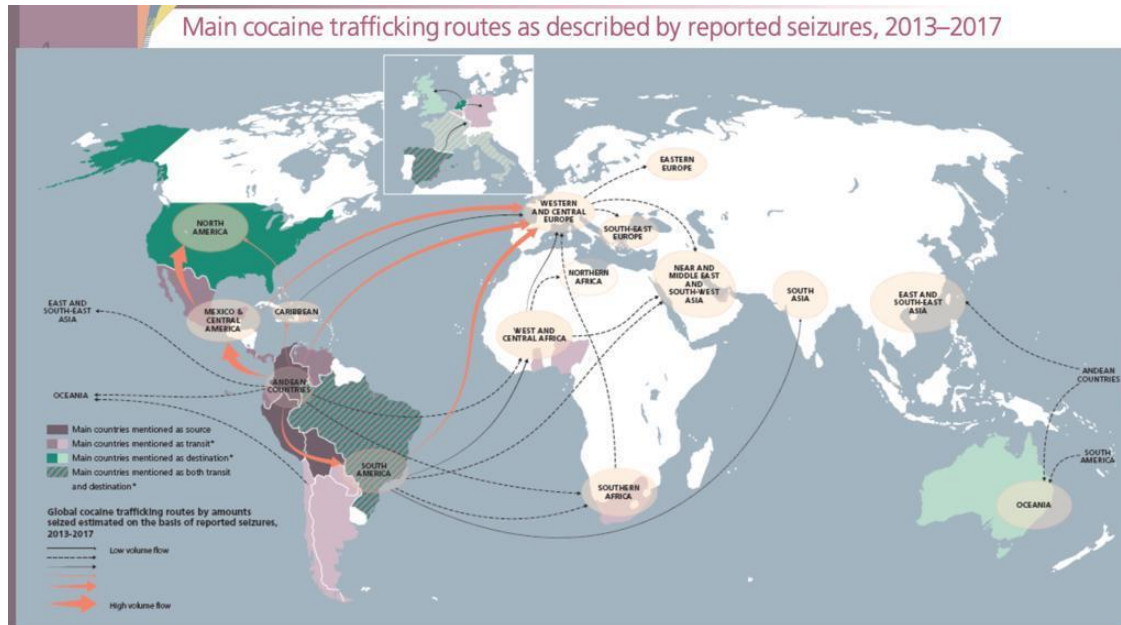 Main cocaine trafficking routes as described by reported seizures, 2013–2017
EASTERN
EUROPE
WESTERN
AND CENTRAL
EUROPE
SOUTH-EAST
EUROPE
NORTH
AMERICA
NORTHERN
AFRICA
NEAR AND
MIDDLE EAST
AND
SOUTH-WEST
ASIA
SOUTH
ASIA
EAST AND
SOUTH-EAST
ASIA
EAST AND
SOUTH-EAST
ASIA
MEXICO &
CENTRAL
AMERICA
CARIBBEAN
WEST AND
CENTRAL AFRICA
ANDEAN
COUNTRIES
ANDEAN
COUNTRIES
OCEANIA
Main countries mentioned as source
Main countries mentioned as transit*
Main countries mentioned as destination*
Main countries mentioned as both transit
and destination*
SOUTH
AMERICA
SOUTHERN
AFRICA
SOUTH
AMERICA
OCEANIA
Global cocaine trafficking routes by amounts
seized estimated on the basis of reported seizures,
2013-2017
Low volume flow
High volume flow